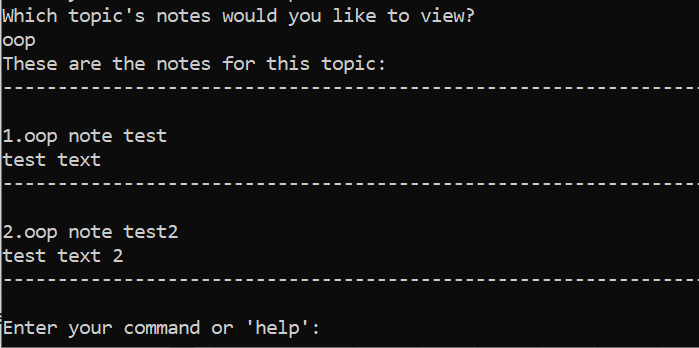 Which topic's notes would you like to view?
oop
These are the notes for this topic:
----------------------------------------------------------------
1.oop note test
test text
----------------------------------------------------------------
2.oop note test2
test text 2
----------------------------------------------------------------
Enter your command or 'help':